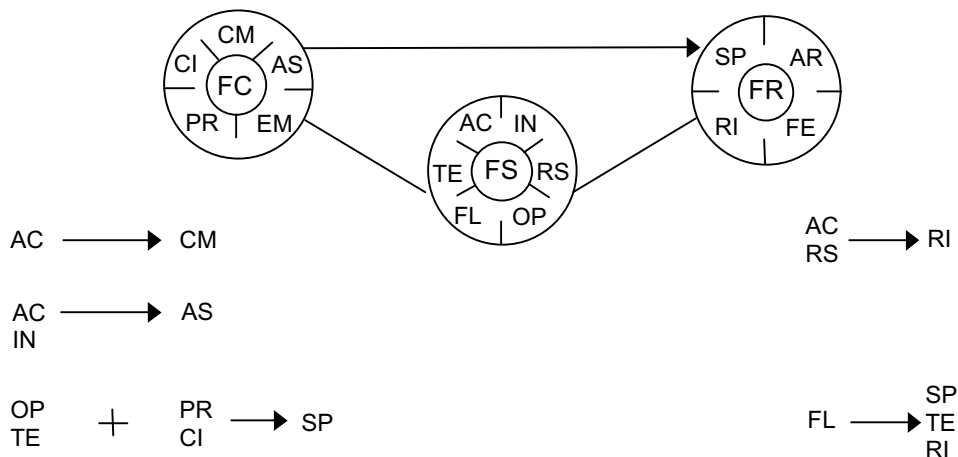 CM
CI
AS
FC
PR
EM
SP
AR
FR
RI
FE
AC
IN
TE
FS
RS
FL
OP
AC
CM
AC
RS
RI
AC
IN
AS
OP
TE
+
PR
CI
SP
FL
SP
TE
RI